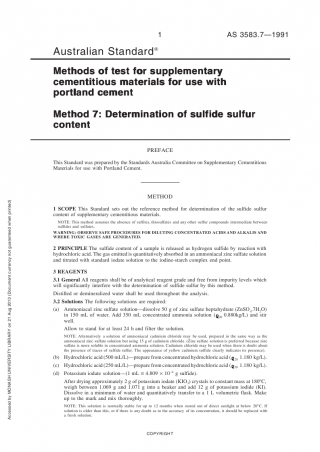 1
AS 3583.7—1991
Australian Standard®
Methods of test for supplementary
cementitious materials for use with
portland cement
Method 7: Determination of sulfide sulfur
content
PREFACE
This Standard was prepared by the Standards Australia Committee on Supplementary Cementitious
Materials for use with Portland Cement.
METHOD
1 SCOPE This Standard sets out the reference method for determination of the sulfide sulfur
content of supplementary cementitious materials.
NOTE: This method assumes the absence of sulfites, thiosulfates and any other sulfur compounds intermediate between
sulfides and sulfates.
WARNING: OBSERVE SAFE PROCEDURES FOR DILUTING CONCENTRATED ACIDS AND ALKALIS AND
WHERE TOXIC GASES ARE GENERATED.
2 PRINCIPLE The sulfide content of a sample is released as hydrogen sulfide by reaction with
hydrochloric acid. The gas emitted is quantitatively absorbed in an ammoniacal zinc sulfate solution
and titrated with standard iodate solution to the iodine-starch complex end point.
3 REAGENTS
3.1 General All reagents shall be of analytical reagent grade and free from impurity levels which
will significantly interfere with the determination of sulfide sulfur by this method.
Distilled or demineralized water shall be used throughout the analysis.
3.2 Solutions The following solutions are required:
(a) Ammoniacal zinc sulfate solution—dissolve 50 g of zinc sulfate heptahydrate (ZnSO4.7H2O)
in 150 mL of water. Add 350 mL concentrated ammonia solution (ρ20 0.880kg/L) and stir
well.
Allow to stand for at least 24 h and filter the solution.
NOTE: Alternatively, a solution of ammoniacal cadmium chloride may be used, prepared in the same way as the
ammoniacal zinc sulfate solution but using 15 g of cadmium chloride. (Zinc sulfate solution is preferred because zinc
sulfate is more soluble in concentrated ammonia solution. Cadmium chloride may be used when there is doubt about
the presence of traces of sulfide sulfur. The appearance of yellow cadmium sulfide clearly indicates its presence).
(b) Hydrochloric acid (500 mL/L)—prepare from concentrated hydrochloric acid (ρ20 1.180 kg/L).
(c) Hydrochloric acid (250 mL/L)—prepare from concentrated hydrochloric acid (ρ20 1.180 kg/L).
(d) Potassium iodate solution—(1 mL ≡ 4.809 × 10⁻⁴ g sulfide).
After drying approximately 2 g of potassium iodate (KIO3) crystals to constant mass at 180°C,
weigh between 1.069 g and 1.071 g into a beaker and add 12 g of potassium iodide (KI).
Dissolve in a minimum of water and quantitatively transfer to a 1 L volumetric flask. Make
up to the mark and mix thoroughly.
NOTE: This solution is normally stable for up to 12 months when stored out of direct sunlight at below 20°C. If
solution is older than this, or if there is any doubt as to the accuracy of its concentration, it should be replaced with
a fresh solution.
COPYRIGHT
Accessed by MONASH UNIVERSITY LIBRARY on 21 Aug 2013 (Document currency not guaranteed when printed)